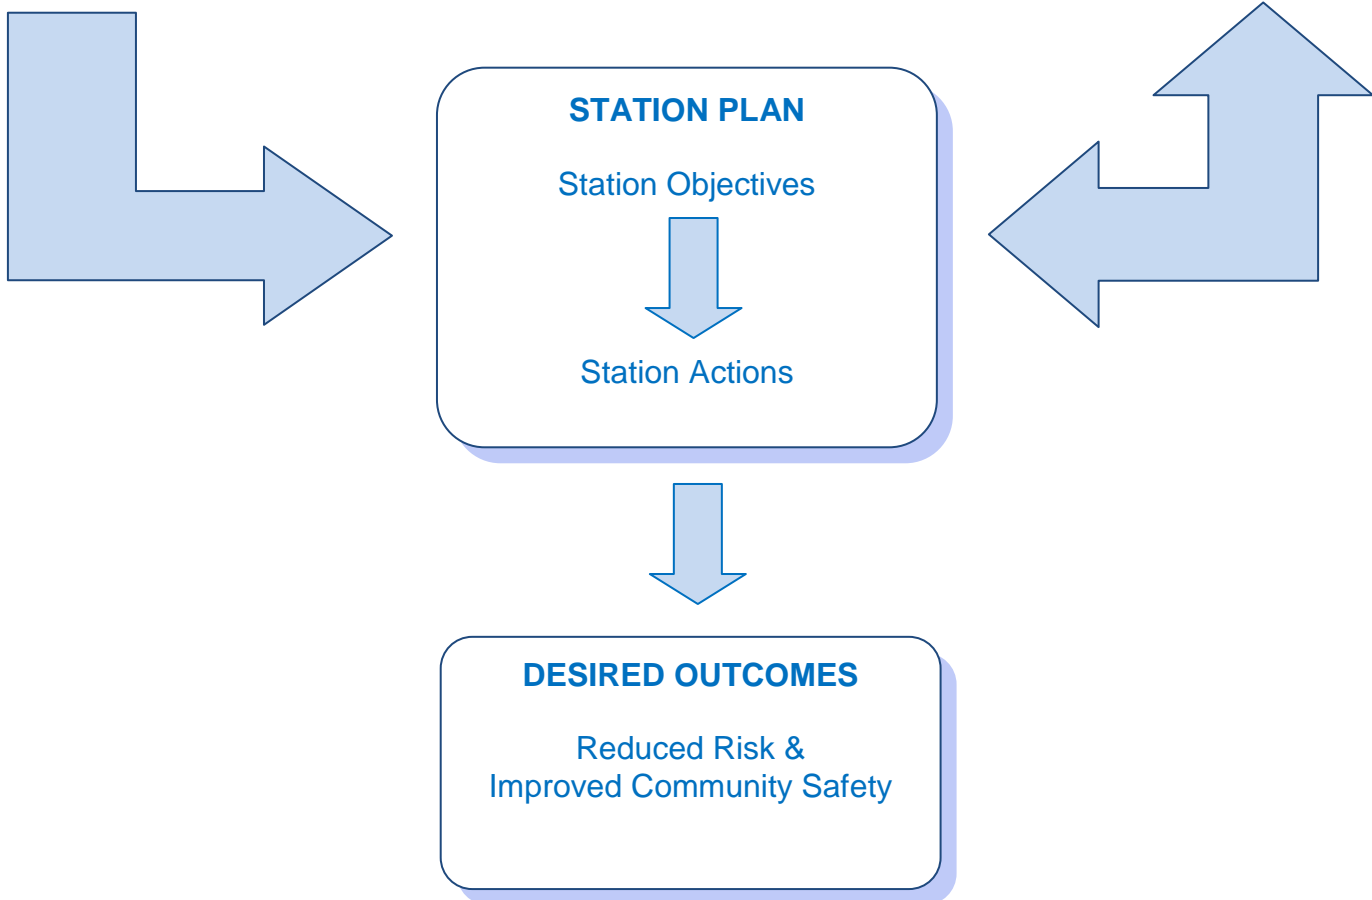 STATION PLAN
Station Objectives
Station Actions
DESIRED OUTCOMES
Reduced Risk &
Improved Community Safety